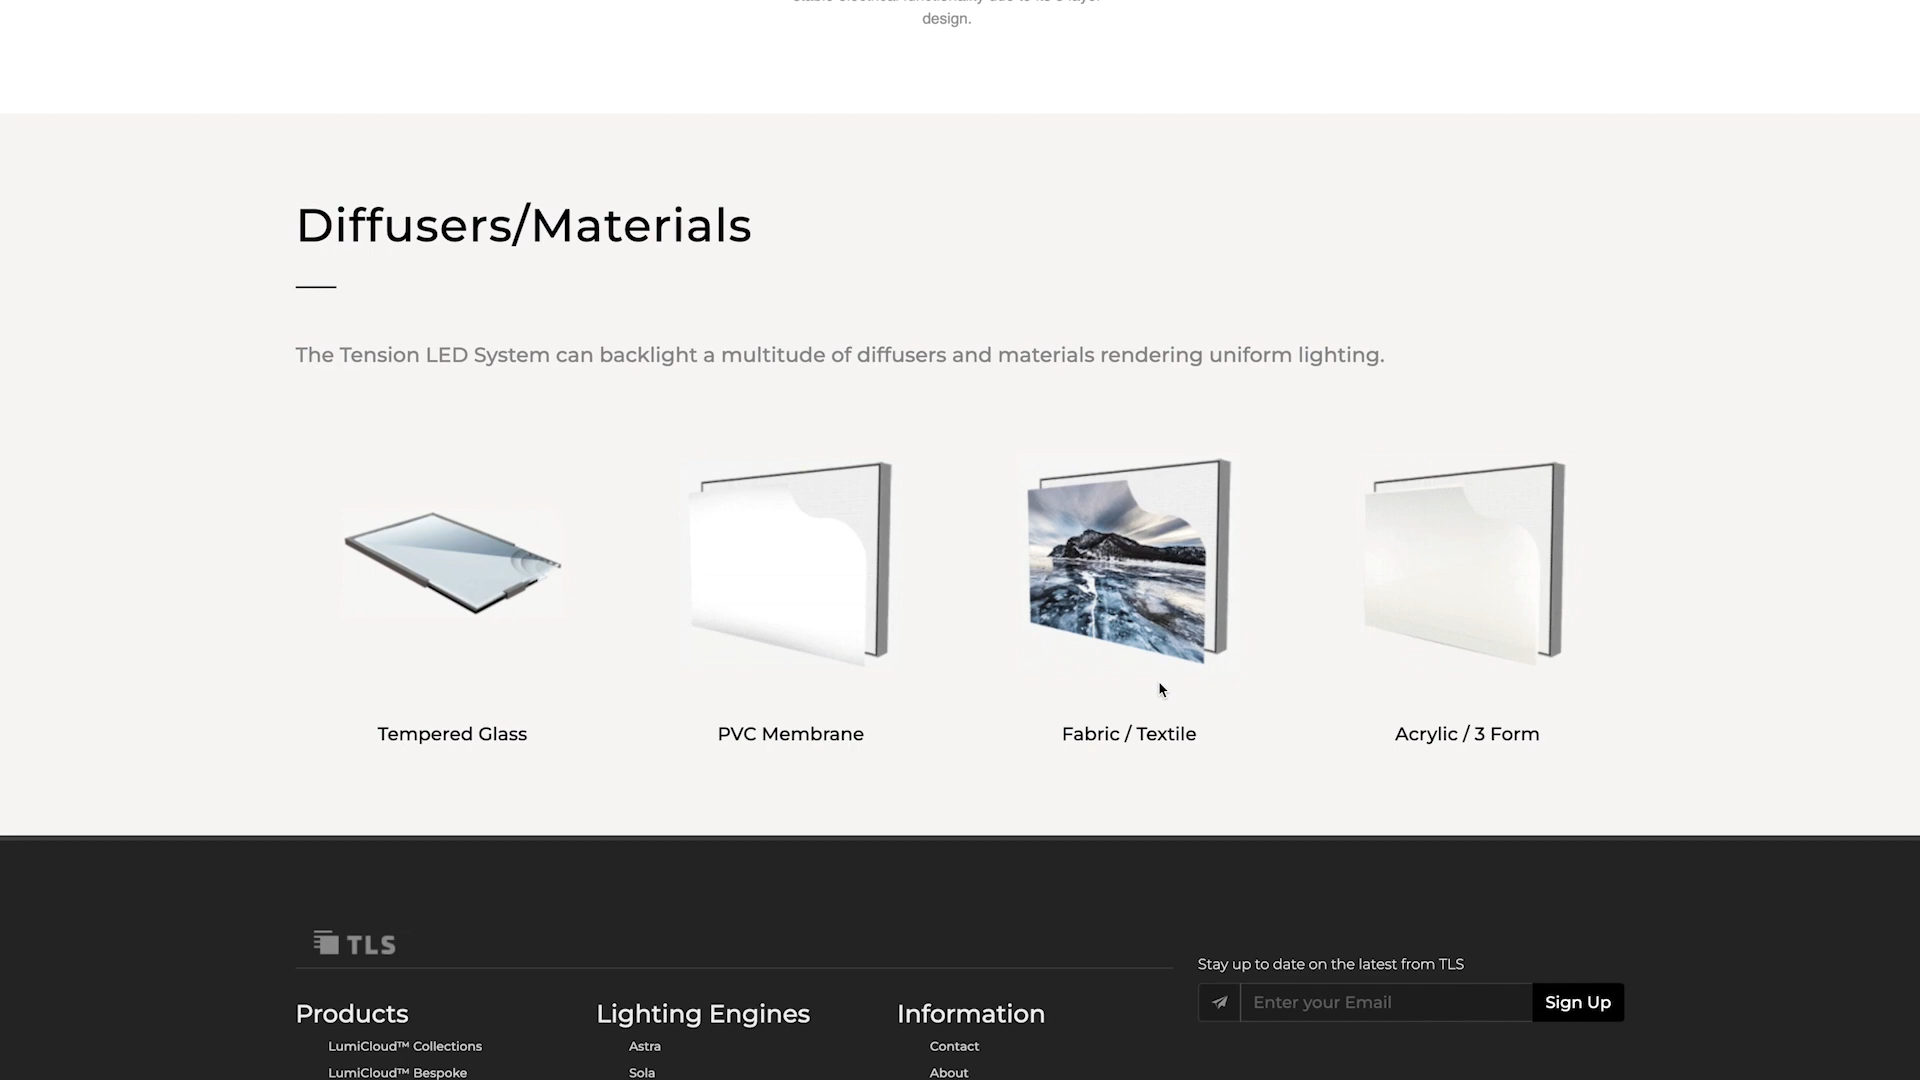 design.
Diffusers/Materials
The Tension LED System can backlight a multitude of diffusers and materials rendering uniform lighting.
Tempered Glass
PVC Membrane
Fabric / Textile
Acrylic / 3 Form
TLS
Stay up to date on the latest from TLS
Enter your Email
Sign Up
Products
LumiCloud™ Collections
LumiCloud™ Bespoke
Lighting Engines
Astra
Sola
Information
Contact
About